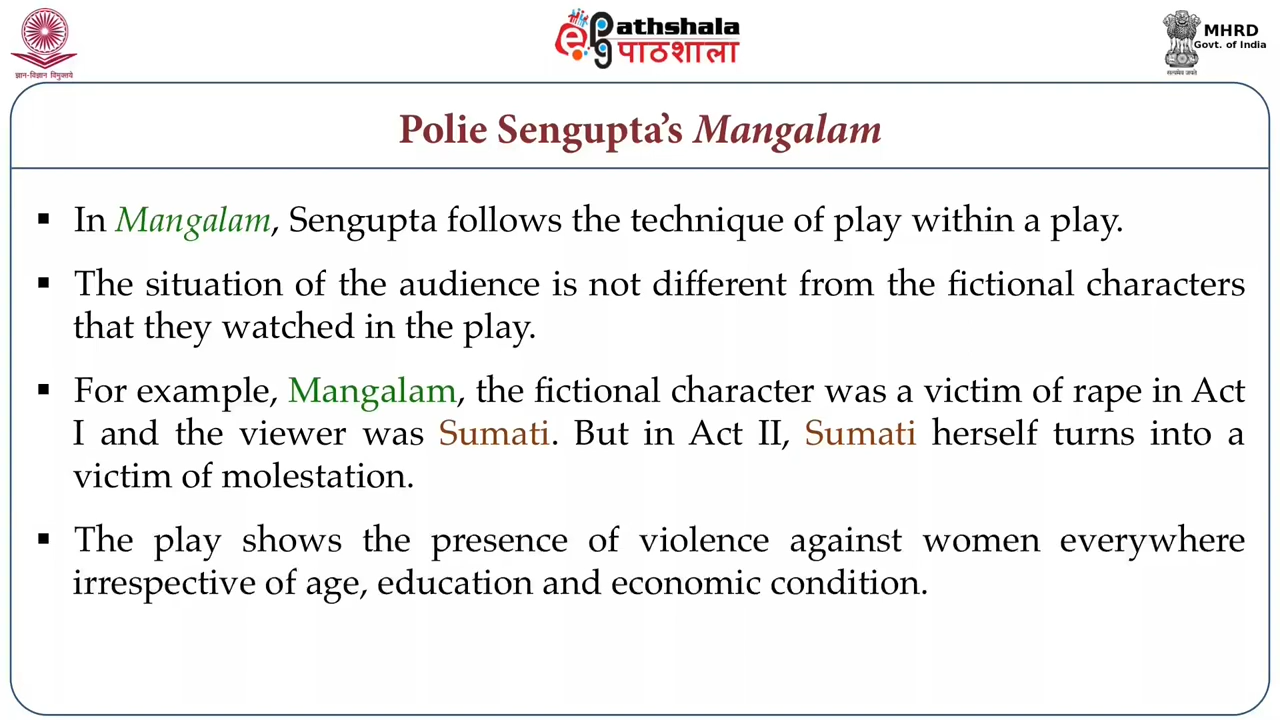 ज्ञान-विज्ञान विमुक्तये
ePathshala
पाठशाला
सत्यमेव जयते
MHRD
Govt. of India
Polie Sengupta’s Mangalam
▪ In Mangalam, Sengupta follows the technique of play within a play.
▪ The situation of the audience is not different from the fictional characters
that they watched in the play.
▪ For example, Mangalam, the fictional character was a victim of rape in Act
I and the viewer was Sumati. But in Act II, Sumati herself turns into a
victim of molestation.
▪ The play shows the presence of violence against women everywhere
irrespective of age, education and economic condition.